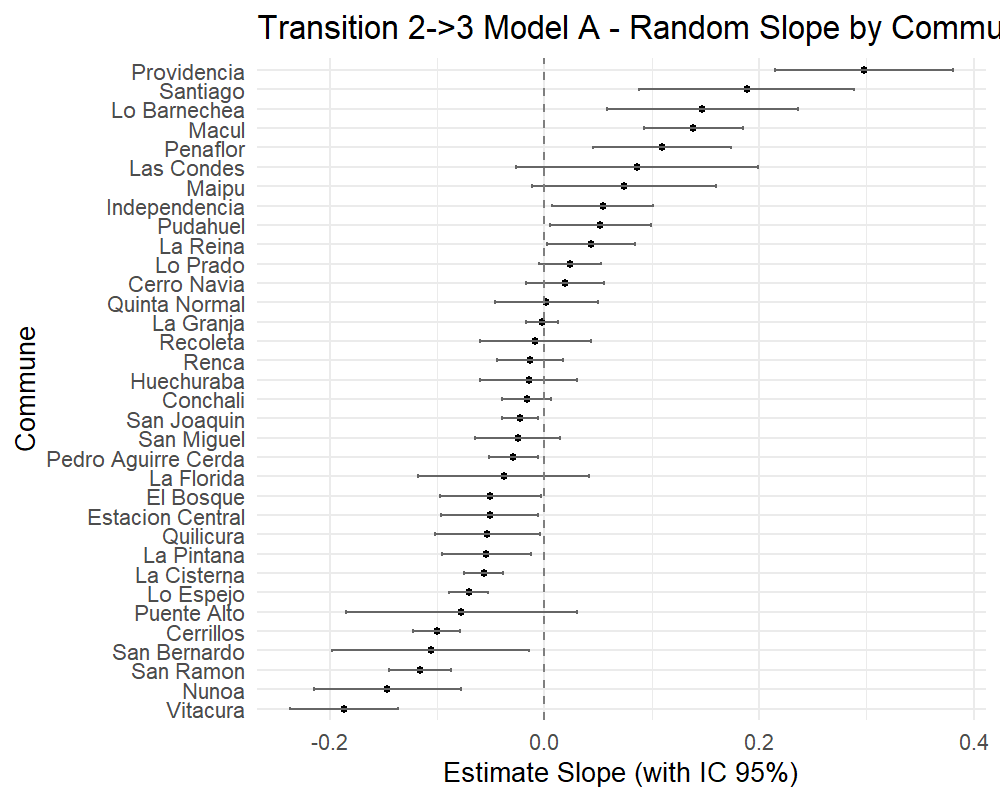 Transition 2->3 Model A - Random Slope by Commu
Providencia
Santiago
Lo Barnechea
Macul
Penaflor
Las Condes
Maipu
Independencia
Pudahuel
La Reina
Lo Prado
Cerro Navia
Quinta Normal
La Granja
Recoleta
Renca
Huechuraba
Conchali
San Joaquin
San Miguel
Pedro Aguirre Cerda
La Florida
El Bosque
Estacion Central
Quilicura
La Pintana
La Cisterna
Lo Espejo
Puente Alto
Cerrillos
San Bernardo
San Ramon
Nunoa
Vitacura
Commune
-0.2 0.0 0.2 0.4
Estimate Slope (with IC 95%)